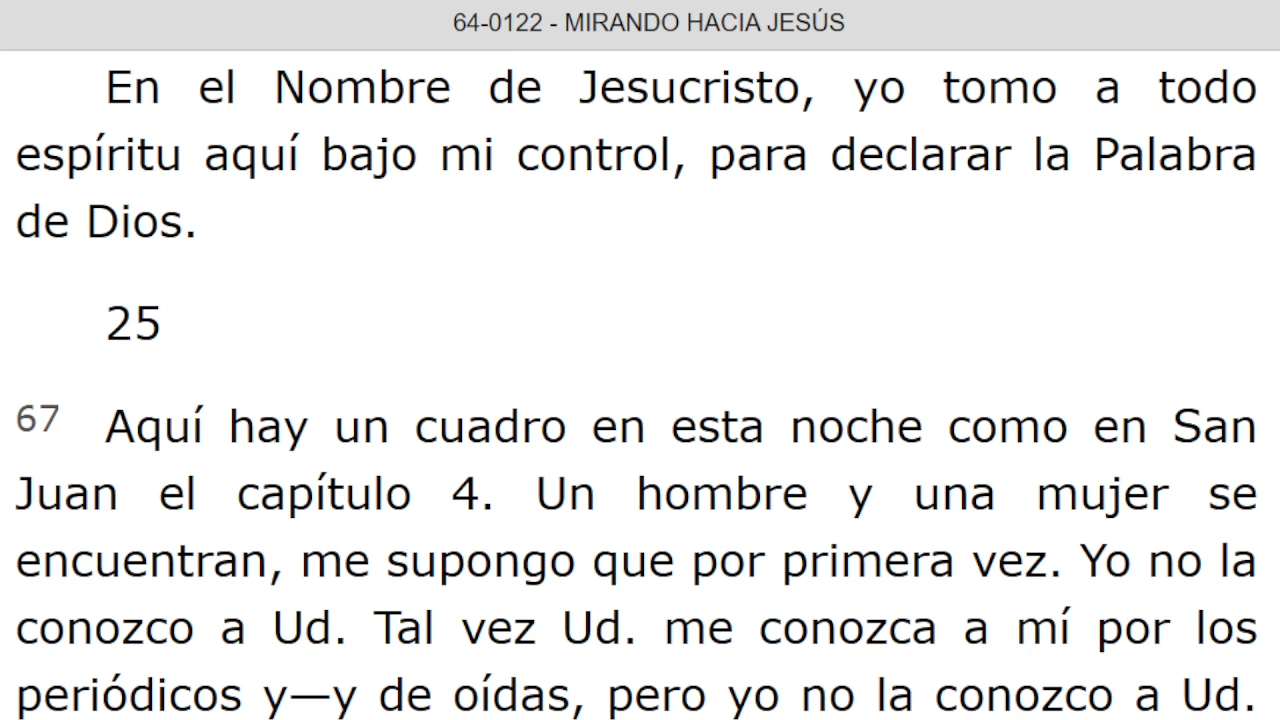 64-0122 - MIRANDO HACIA JESÚS
En el Nombre de Jesucristo, yo tomo a todo
espíritu aquí bajo mi control, para declarar la Palabra
de Dios.
25
67 Aquí hay un cuadro en esta noche como en San
Juan el capítulo 4. Un hombre y una mujer se
encuentran, me supongo que por primera vez. Yo no la
conozco a Ud. Tal vez Ud. me conozca a mí por los
periódicos y—y de oídas, pero yo no la conozco a Ud.